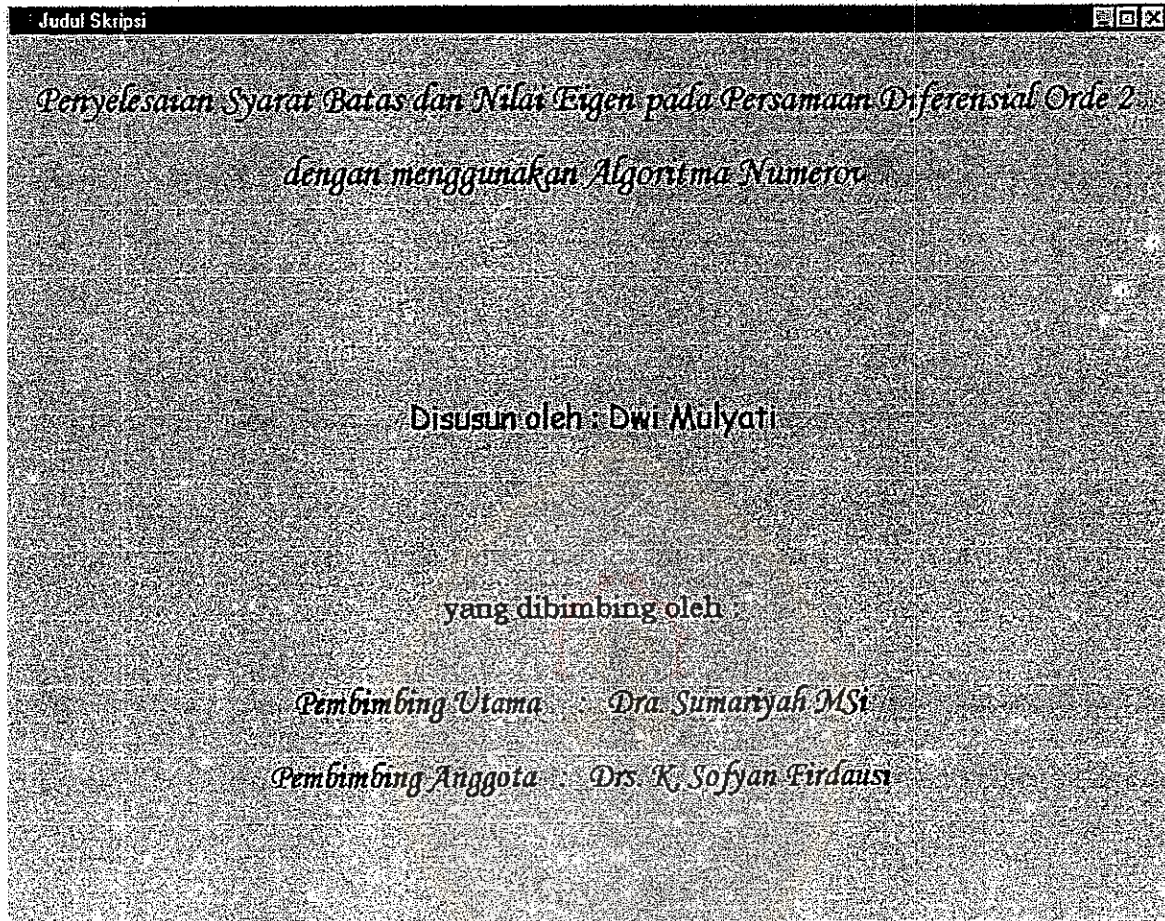 Judul Skripsi
Penyelesaian Syarat Batas dan Nilai Eigen pada Persamaan Diferensial Orde 2
dengan menggunakan Algoritma Numerov
Disusun oleh : Dwi Mulyati
yang dibimbing oleh :
Pembimbing Utama : Dra. Sumariyah MSi
Pembimbing Anggota : Drs. K. Sofyan Firdausi